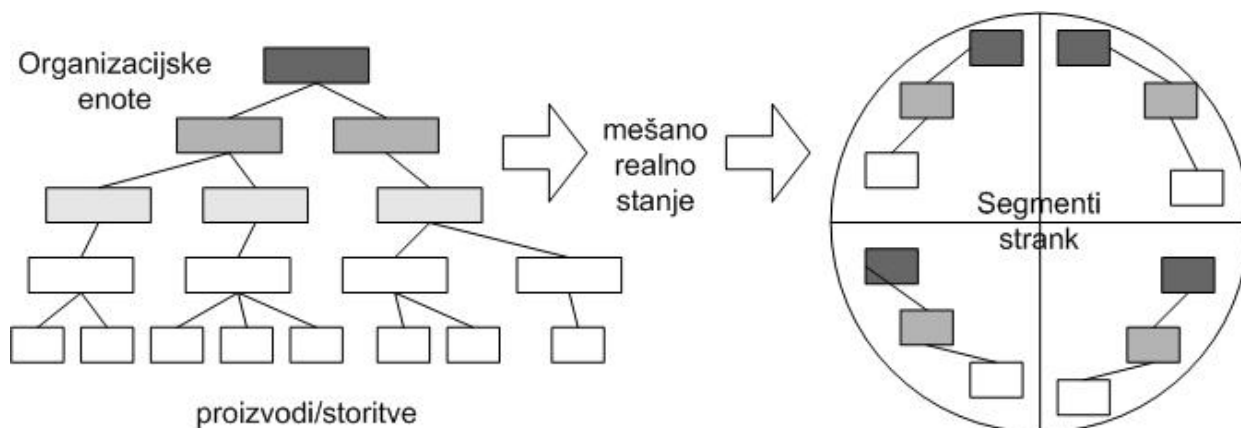 Organizacijske
enote
mešano
realno
stanje
Segmenti
strank
proizvodi/storitve